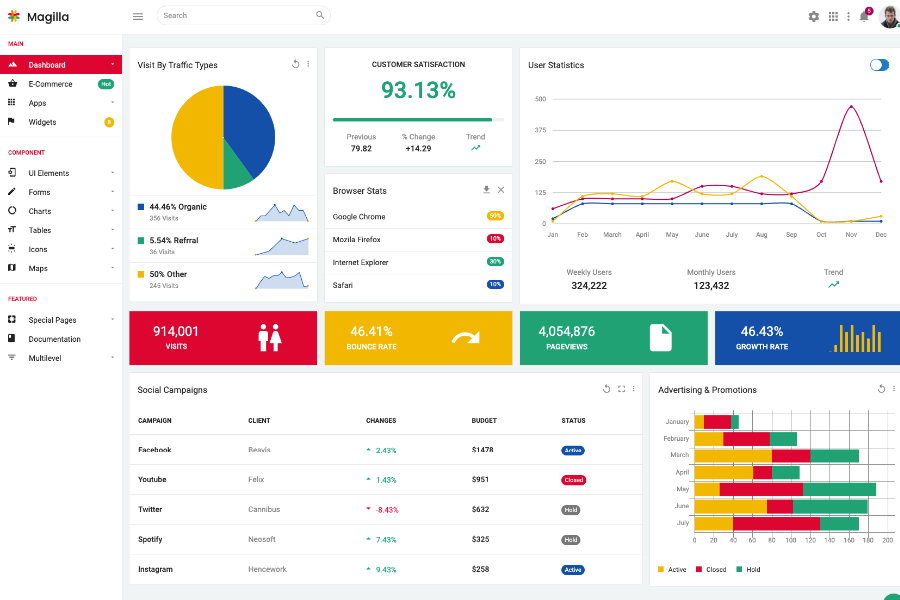 Magilla
Search
5
MAIN
Dashboard
E-Commerce Hot
Apps
Widgets 8
COMPONENT
UI Elements
Forms
Charts
Tables
Icons
Maps
FEATURED
Special Pages
Documentation
Multilevel
Visit By Traffic Types
44.46% Organic
356 Visits
5.54% Refrral
36 Visits
50% Other
245 Visits
CUSTOMER SATISFACTION
93.13%
Previous % Change Trend
79.82 +14.29
Browser Stats
Google Chrome 50%
Mozila Firefox 10%
Internet Explorer 30%
Safari 10%
User Statistics
500
375
250
125
0
Jan Feb March April May June July Aug Sep Oct Nov Dec
Weekly Users Monthly Users Trend
324,222 123,432
914,001
VISITS
46.41%
BOUNCE RATE
4,054,876
PAGEVIEWS
46.43%
GROWTH RATE
Social Campaigns
CAMPAIGN CLIENT CHANGES BUDGET STATUS
Facebook Beavis 2.43% $1478 Active
Youtube Felix 1.43% $951 Closed
Twitter Cannibus -8.43% $632 Hold
Spotify Neosoft 7.43% $325 Hold
Instagram Hencework 9.43% $258 Active
Advertising & Promotions
January
February
March
April
May
June
July
0 20 40 60 80 100 120 140 160 180 200
Active Closed Hold